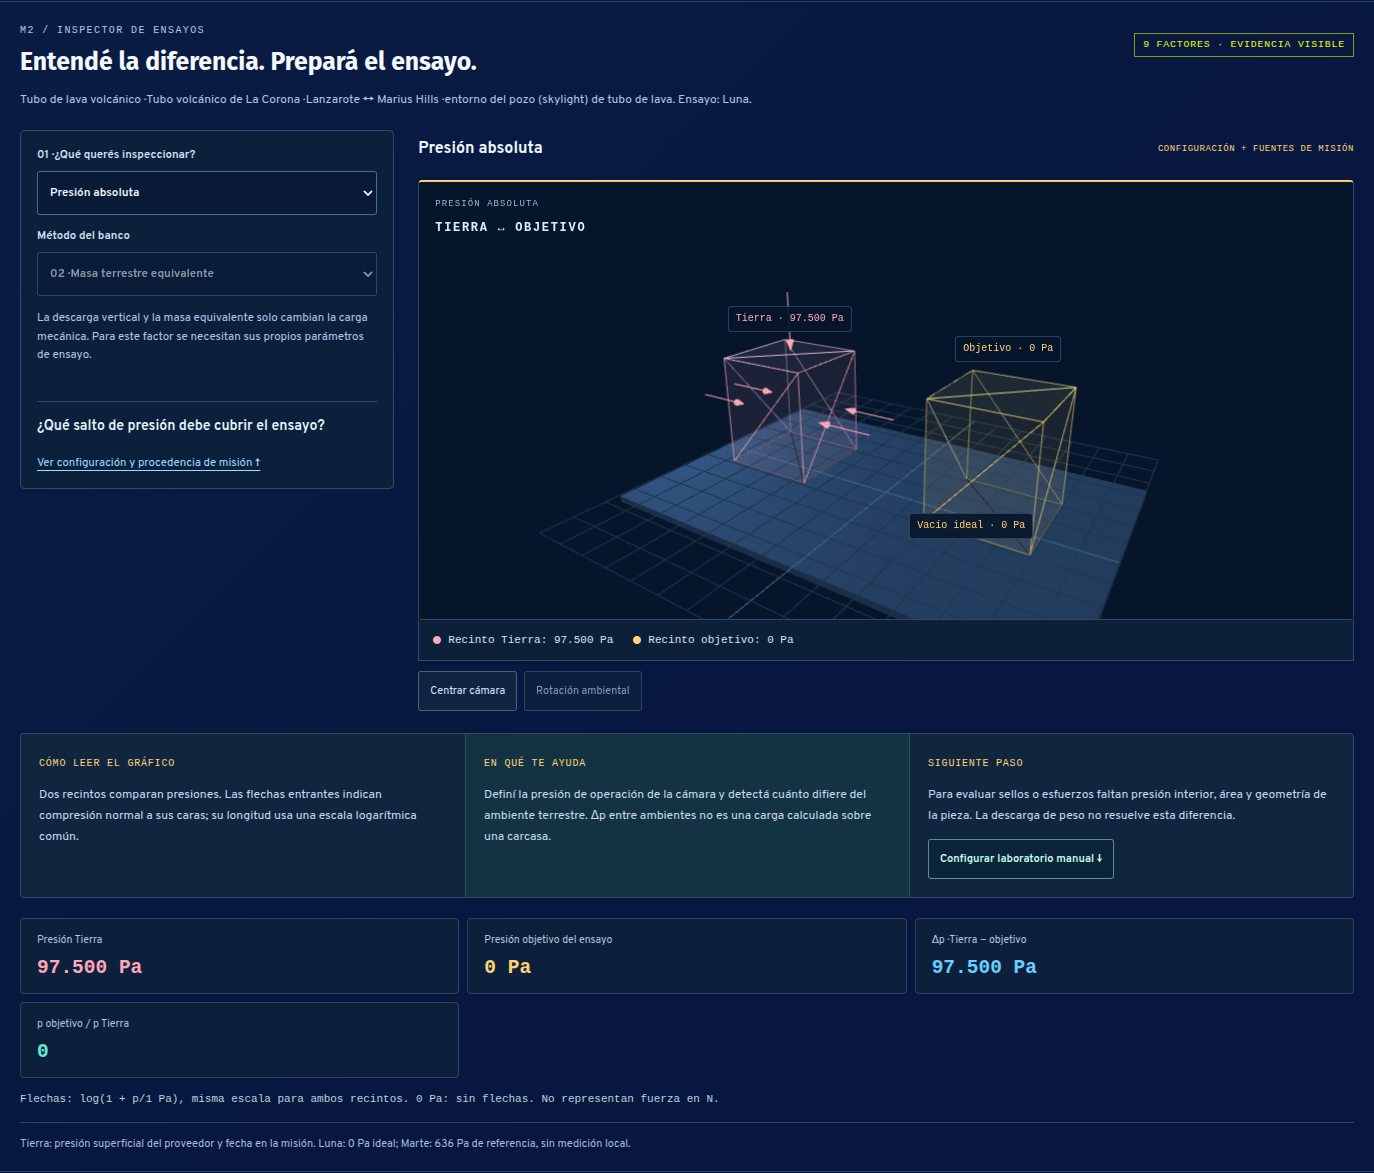 M2 / INSPECTOR DE ENSAYOS
Entendé la diferencia. Prepará el ensayo.
9 FACTORES · EVIDENCIA VISIBLE
Tubo de lava volcánico ·Tubo volcánico de La Corona ·Lanzarote ↔ Marius Hills ·entorno del pozo (skylight) de tubo de lava. Ensayo: Luna.
01 ·¿Qué querés inspeccionar?
Presión absoluta
Método del banco
02 ·Masa terrestre equivalente
La descarga vertical y la masa equivalente solo cambian la carga
mecánica. Para este factor se necesitan sus propios parámetros
de ensayo.
¿Qué salto de presión debe cubrir el ensayo?
Ver configuración y procedencia de misión ↑
Presión absoluta
CONFIGURACIÓN + FUENTES DE MISIÓN
PRESIÓN ABSOLUTA
TIERRA ↔ OBJETIVO
Tierra · 97.500 Pa
Objetivo · 0 Pa
Vacío ideal · 0 Pa
Recinto Tierra: 97.500 Pa
Recinto objetivo: 0 Pa
Centrar cámara
Rotación ambiental
CÓMO LEER EL GRÁFICO
Dos recintos comparan presiones. Las flechas entrantes indican
compresión normal a sus caras; su longitud usa una escala logarítmica
común.
EN QUÉ TE AYUDA
Definí la presión de operación de la cámara y detectá cuánto difiere del
ambiente terrestre. Δp entre ambientes no es una carga calculada sobre
una carcasa.
SIGUIENTE PASO
Para evaluar sellos o esfuerzos faltan presión interior, área y geometría de
la pieza. La descarga de peso no resuelve esta diferencia.
Configurar laboratorio manual ↓
Presión Tierra
97.500 Pa
Presión objetivo del ensayo
0 Pa
Δp ·Tierra − objetivo
97.500 Pa
p objetivo / p Tierra
0
Flechas: log(1 + p/1 Pa), misma escala para ambos recintos. 0 Pa: sin flechas. No representan fuerza en N.
Tierra: presión superficial del proveedor y fecha en la misión. Luna: 0 Pa ideal; Marte: 636 Pa de referencia, sin medición local.